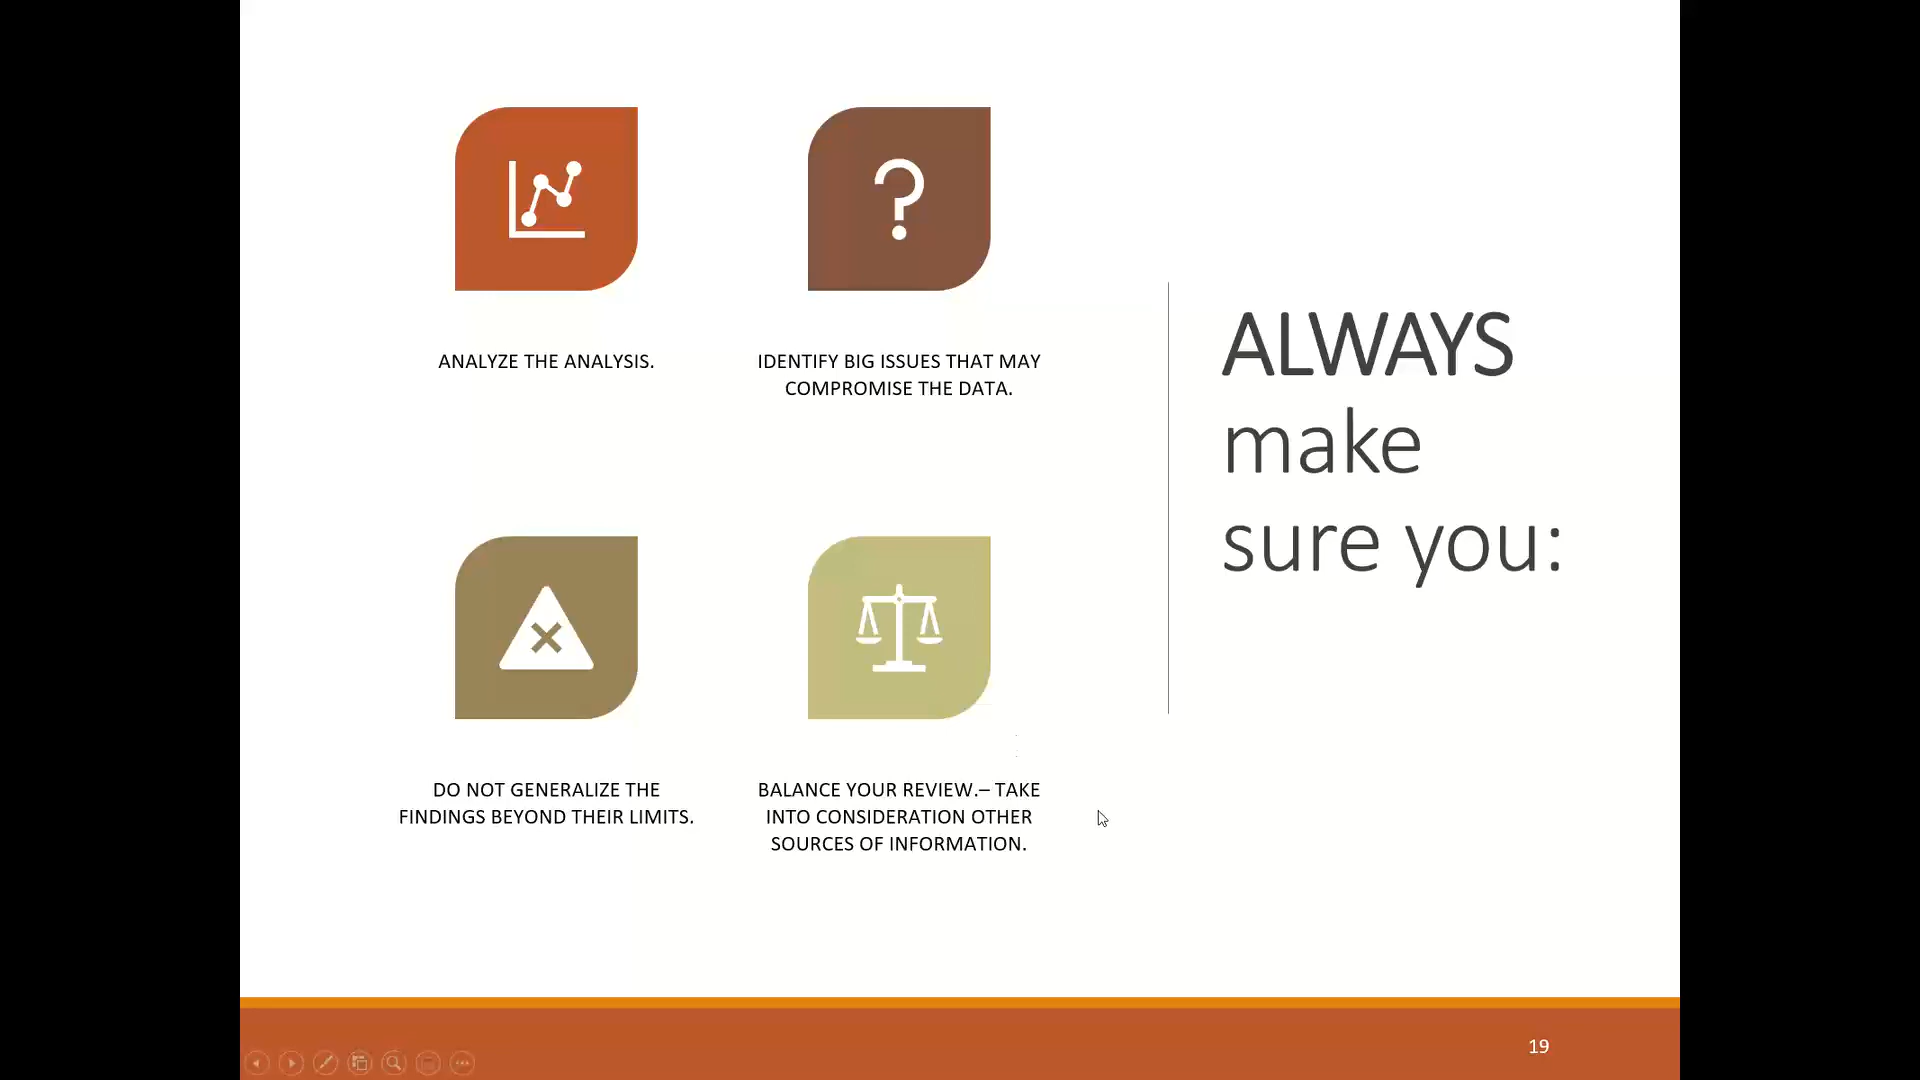 ANALYZE THE ANALYSIS.
IDENTIFY BIG ISSUES THAT MAY
COMPROMISE THE DATA.
DO NOT GENERALIZE THE
FINDINGS BEYOND THEIR LIMITS.
BALANCE YOUR REVIEW.– TAKE
INTO CONSIDERATION OTHER
SOURCES OF INFORMATION.
ALWAYS
make
sure you:
19